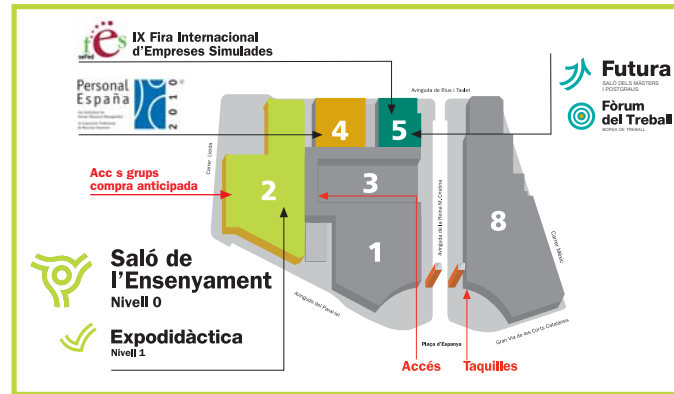 fes
sefed
IX Fira Internacional
d'Empreses Simulades
Personal
España
2010
®
Futura
SALÓ DELS MÀSTERS
I POSTGRAUS
Fòrum
del Treball
BORSA DE TREBALL
Avinguda de Rius i Taulet
Carrer Lleida
4
5
2
3
1
8
Acc s grups
compra anticipada
Avinguda de la Reina M. Cristina
Carrer Mèxic
Saló de
l'Ensenyament
Nivell 0
Expodidàctica
Nivell 1
Avinguda del Paral·lel
Gran Via de les Corts Catalanes
Plaça d'Espanya
Accés
Taquilles